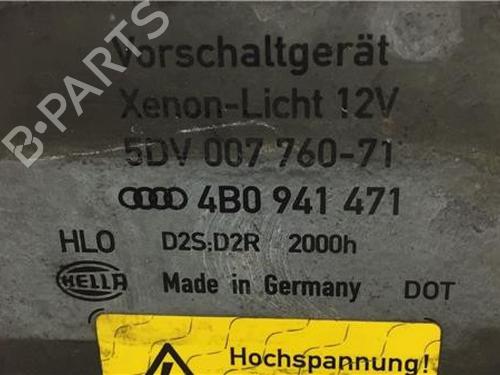 B-PARTS
Vorschaltgerät
Xenon-Licht 12V
5DV 007 760-71
4B0 941 471
HLO D2S:D2R 2000h
HELLA Made in Germany DOT
Hochspannung!